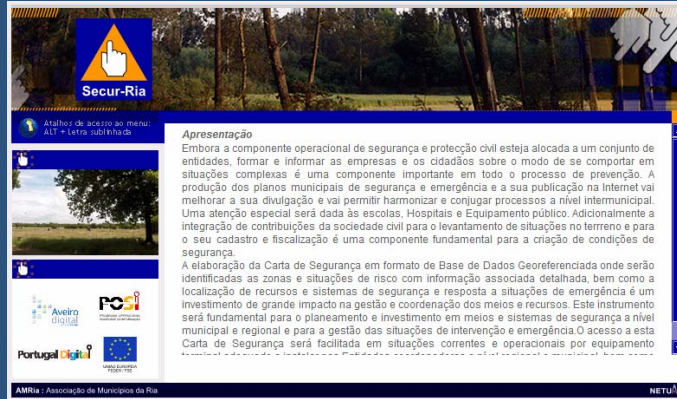 Secur-Ria
Atalhos de acesso ao menu:
ALT + Letra sublinhada
Apresentação
Embora a componente operacional de segurança e protecção civil esteja alocada a um conjunto de
entidades, formar e informar as empresas e os cidadãos sobre o modo de se comportar em
situações complexas é uma componente importante em todo o processo de prevenção. A
produção dos planos municipais de segurança e emergência e a sua publicação na Internet vai
melhorar a sua divulgação e vai permitir harmonizar e conjugar processos a nível intermunicipal.
Uma atenção especial será dada às escolas, Hospitais e Equipamento público. Adicionalmente a
integração de contribuições da sociedade civil para o levantamento de situações no terrreno e para
o seu cadastro e fiscalização é uma componente fundamental para a criação de condições de
segurança.
A elaboração da Carta de Segurança em formato de Base de Dados Georeferenciada onde serão
identificadas as zonas e situações de risco com informação associada detalhada, bem como a
localização de recursos e sistemas de segurança e resposta a situações de emergência é um
investimento de grande impacto na gestão e coordenação dos meios e recursos. Este instrumento
será fundamental para o planeamento e investimento em meios e sistemas de segurança a nível
municipal e regional e para a gestão das situações de intervenção e emergência.O acesso a esta
Carta de Segurança será facilitada em situações correntes e operacionais por equipamento
Aveiro
digital
POSI
Portugal Digital
UNIÃO EUROPEIA
FEDER / FSE
AMRia : Associação de Municípios da Ria
NETU